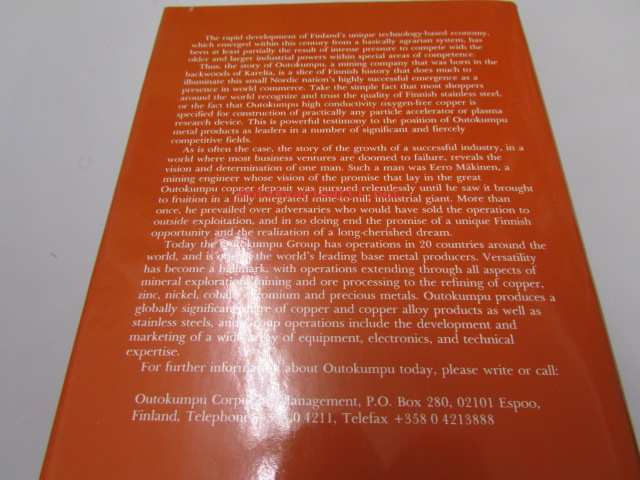 The rapid development of Finland's unique technology-based economy,
which emerged within this century from a basically agrarian system, has
been at least partially the result of intense pressure to compete with the
older and larger industrial powers within special areas of competence.
Thus, the story of Outokumpu, a mining company that was born in the
backwoods of Karelia, is a slice of Finnish history that does much to
illuminate this small Nordic nation's highly successful emergence as a
presence in world commerce. Take the simple fact that most shoppers
around the world recognize and trust the quality of Finnish stainless steel,
or the fact that Outokumpu high conductivity oxygen-free copper is
specified for construction of practically any particle accelerator or plasma
research device. This is powerful testimony to the position of Outokumpu
metal products as leaders in a number of significant and fiercely
competitive fields.
As is often the case, the story of the growth of a successful industry, in a
world where most business ventures are doomed to failure, reveals the
vision and determination of one man. Such a man was Eero Mäkinen, a
mining engineer whose vision of the promise that lay in the great
Outokumpu copper deposit was pursued relentlessly until he saw it brought
to fruition in a fully integrated mine-to-mill industrial giant. More than
once, he prevailed over adversaries who would have sold the operation to
outside exploitation, and in so doing end the promise of a unique Finnish
opportunity and the realization of a long-cherished dream.
Today the Outokumpu Group has operations in 20 countries around the
world, and is one of the world's leading base metal producers. Versatility
has become a hallmark, with operations extending through all aspects of
mineral exploration, mining and ore processing to the refining of copper,
zinc, nickel, cobalt, chromium and precious metals. Outokumpu produces a
globally significant share of copper and copper alloy products as well as
stainless steels, and group operations include the development and
marketing of a wide array of equipment, electronics, and technical
expertise.
For further information about Outokumpu today, please write or call:
Outokumpu Corporate Management, P.O. Box 280, 02101 Espoo,
Finland, Telephone 0 4211, Telefax +358 0 4213888